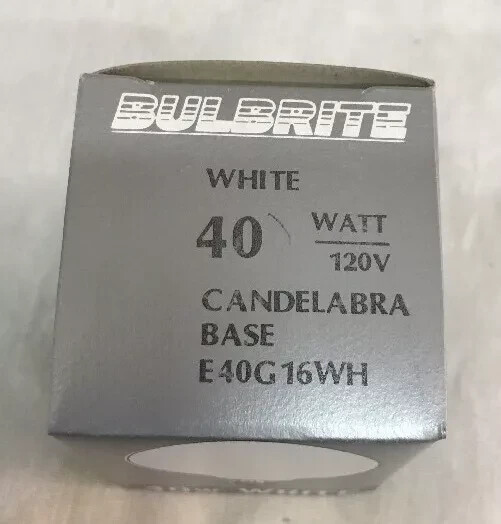 BULBRITE
WHITE
40 WATT
120V
CANDELABRA
BASE
E40G16WH